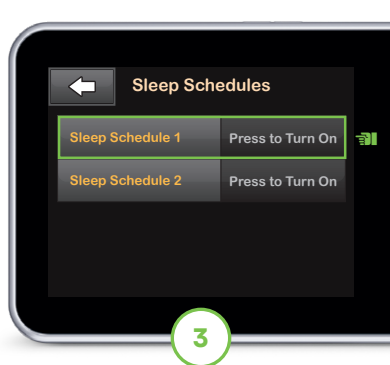 Sleep Schedules
Sleep Schedule 1 Press to Turn On
Sleep Schedule 2 Press to Turn On
3